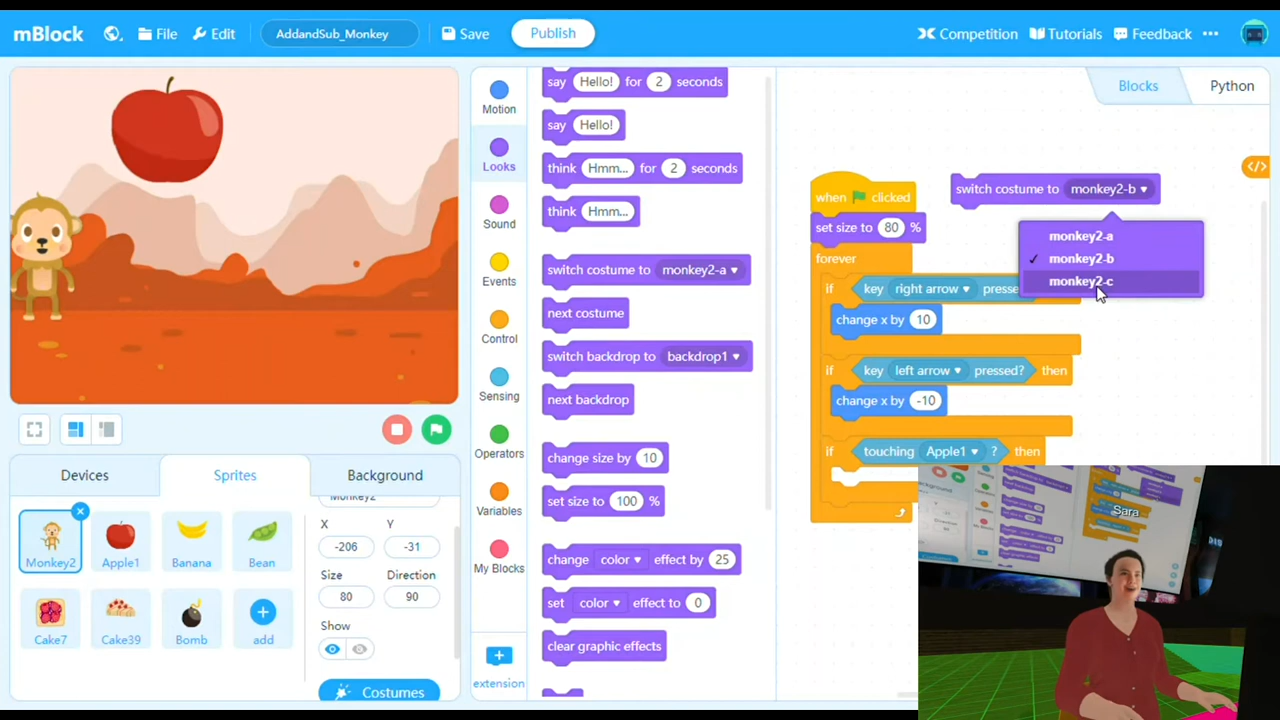 mBlock
File
Edit
AddandSub_Monkey
Save
Publish
Competition
Tutorials
Feedback
Motion
Looks
Sound
Events
Control
Sensing
Operators
Variables
My Blocks
extension
say Hello! for 2 seconds
say Hello!
think Hmm... for 2 seconds
think Hmm...
switch costume to monkey2-a
next costume
switch backdrop to backdrop1
next backdrop
change size by 10
set size to 100 %
change color effect by 25
set color effect to 0
clear graphic effects
Blocks
Python
</>
switch costume to monkey2-b
monkey2-a
monkey2-b
monkey2-c
when clicked
set size to 80 %
forever
if key right arrow presse
change x by 10
if key left arrow pressed? then
change x by -10
if touching Apple1 ? then
Devices
Sprites
Background
Monkey2
Apple1
Banana
Bean
Cake7
Cake39
Bomb
add
Monkey2
X
Y
-206
-31
Size
Direction
80
90
Show
Costumes
Sara